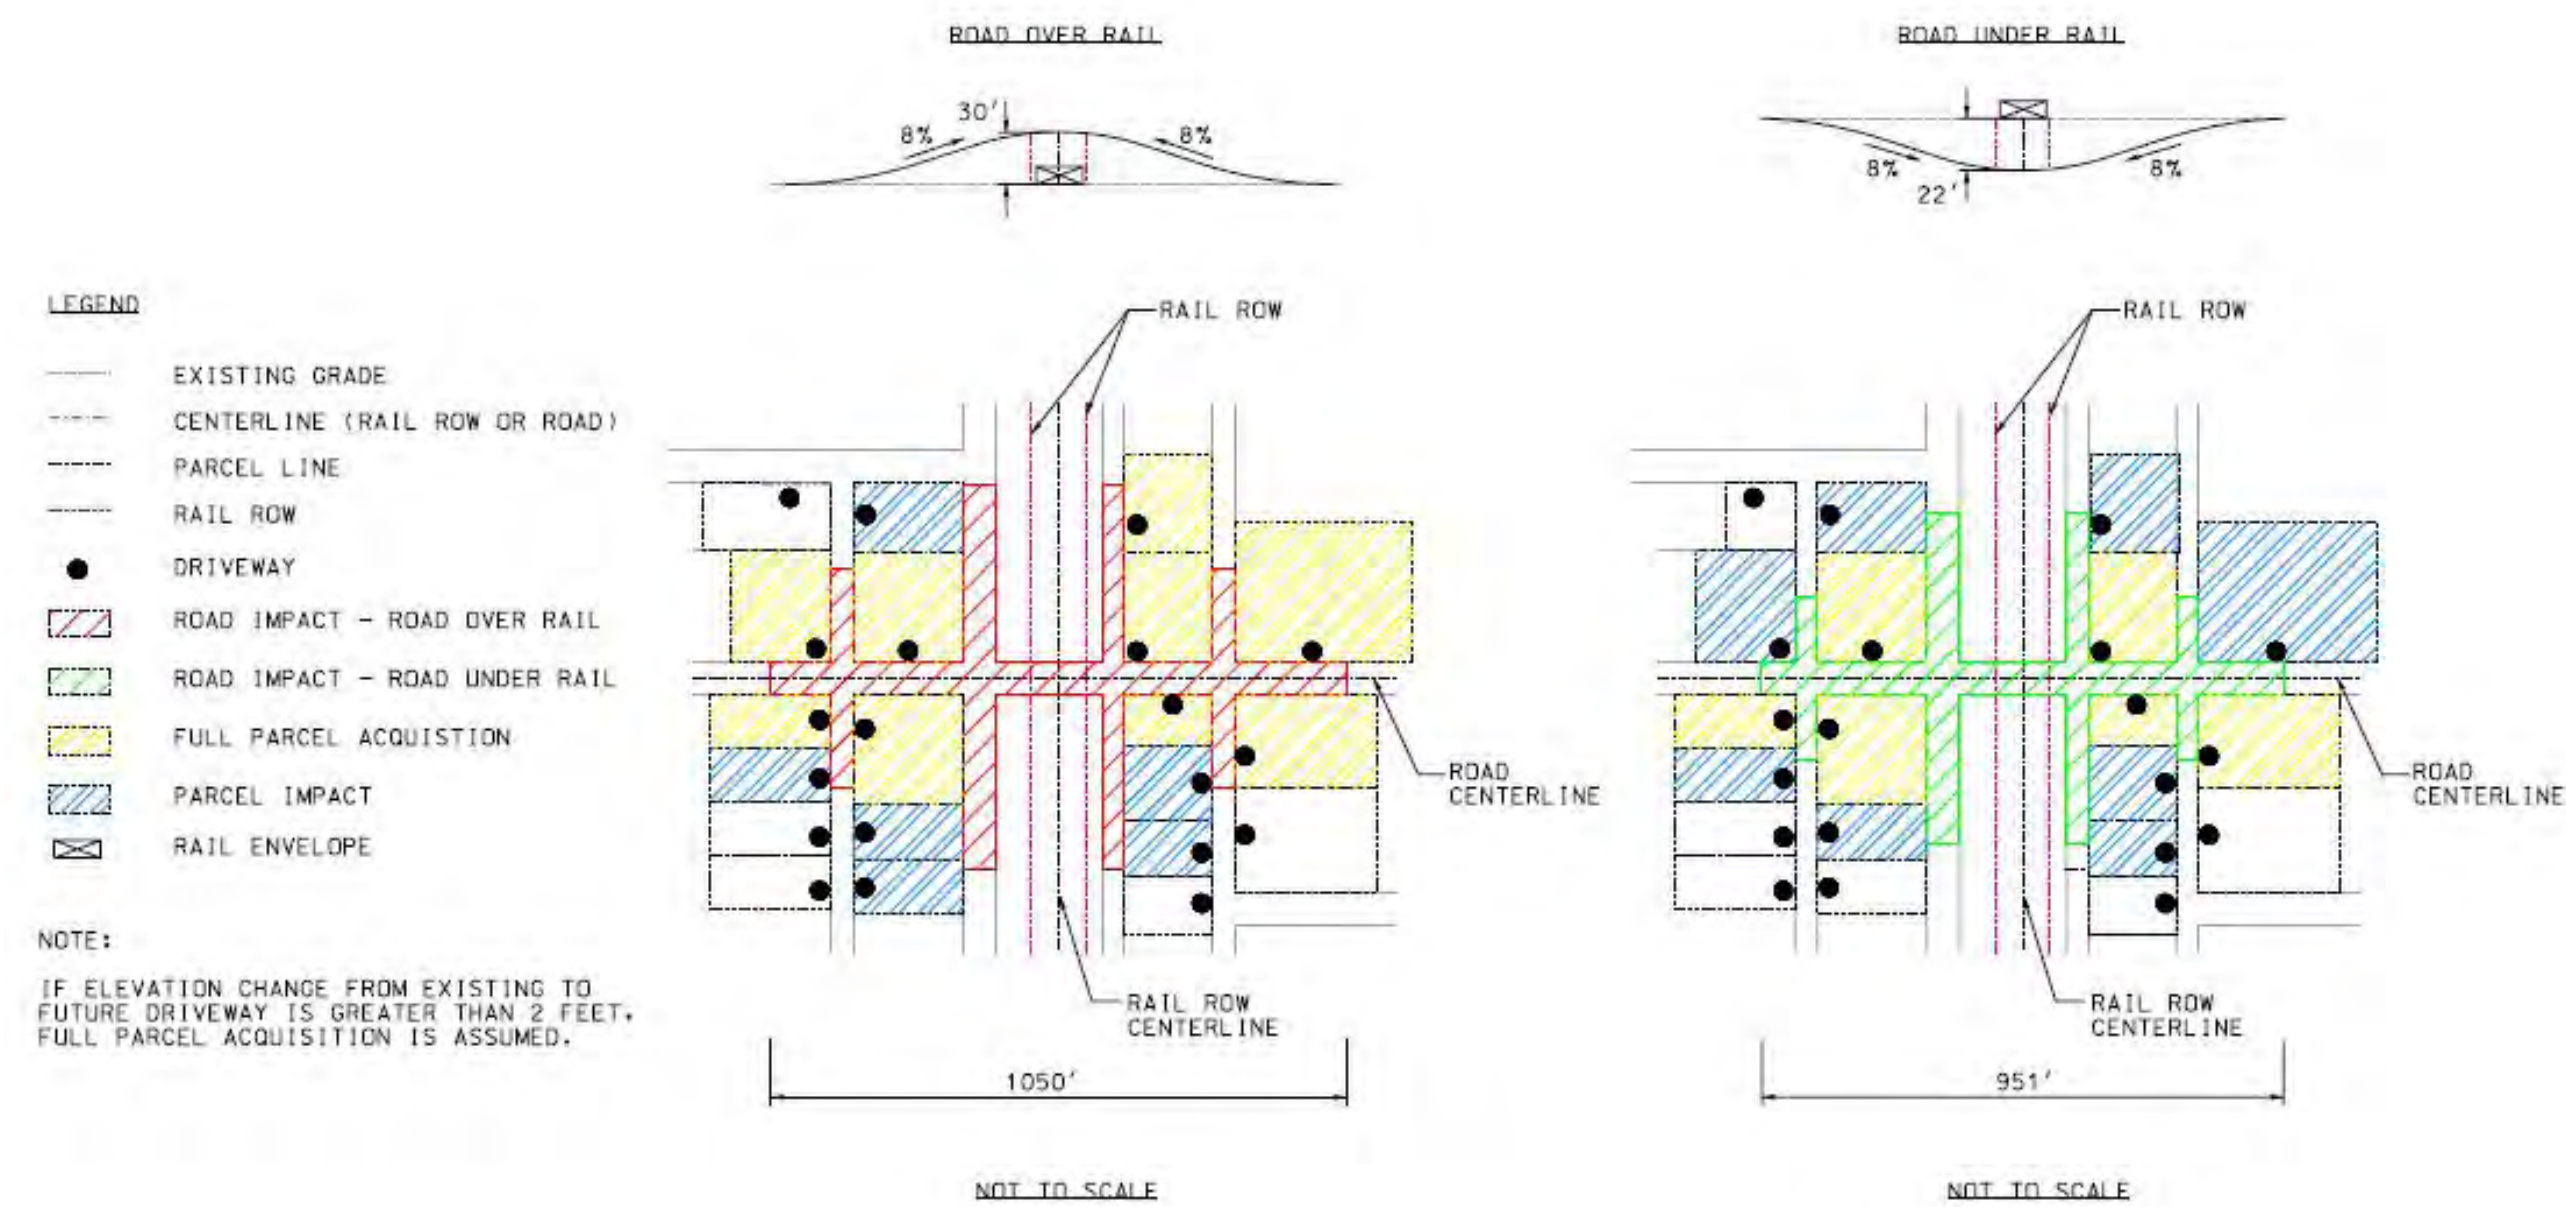 ROAD OVER RAIL
30'
8%
8%
ROAD UNDER RAIL
8%
22'
8%
LEGEND
EXISTING GRADE
CENTERLINE (RAIL ROW OR ROAD)
PARCEL LINE
RAIL ROW
DRIVEWAY
ROAD IMPACT - ROAD OVER RAIL
ROAD IMPACT - ROAD UNDER RAIL
FULL PARCEL ACQUISTION
PARCEL IMPACT
RAIL ENVELOPE
NOTE:
IF ELEVATION CHANGE FROM EXISTING TO
FUTURE DRIVEWAY IS GREATER THAN 2 FEET,
FULL PARCEL ACQUISITION IS ASSUMED.
RAIL ROW
ROAD
CENTERLINE
RAIL ROW
CENTERLINE
1050'
NOT TO SCALE
RAIL ROW
ROAD
CENTERLINE
RAIL ROW
CENTERLINE
951'
NOT TO SCALE